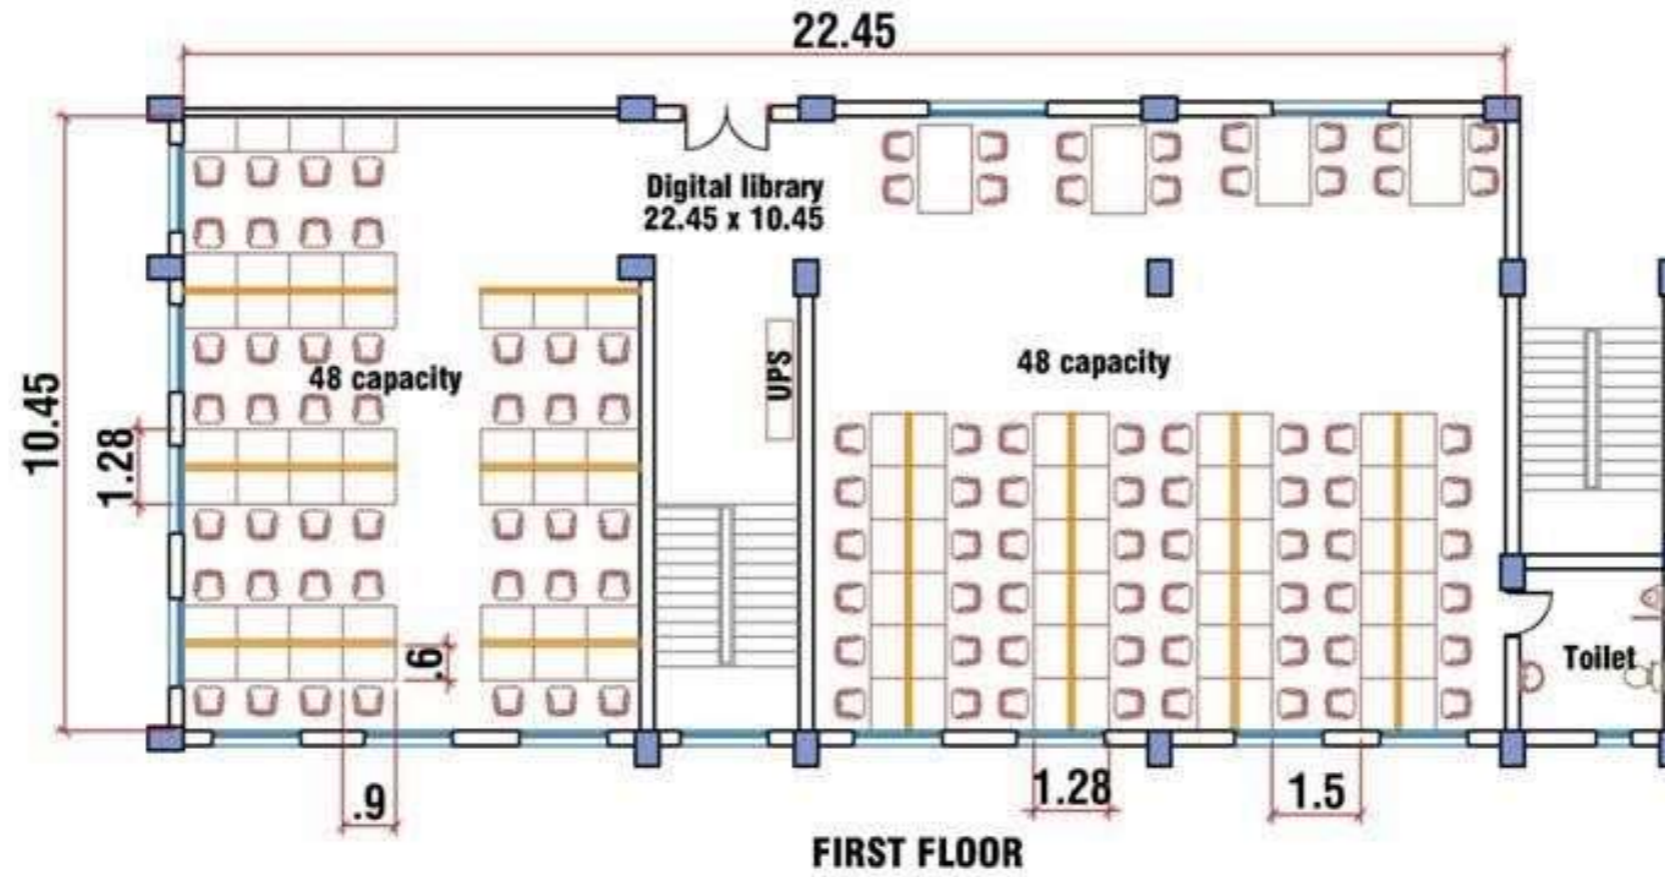 22.45
Digital library
22.45 x 10.45
48 capacity
UPS
48 capacity
10.45
1.28
.6
Toilet
.9
1.28
1.5
FIRST FLOOR